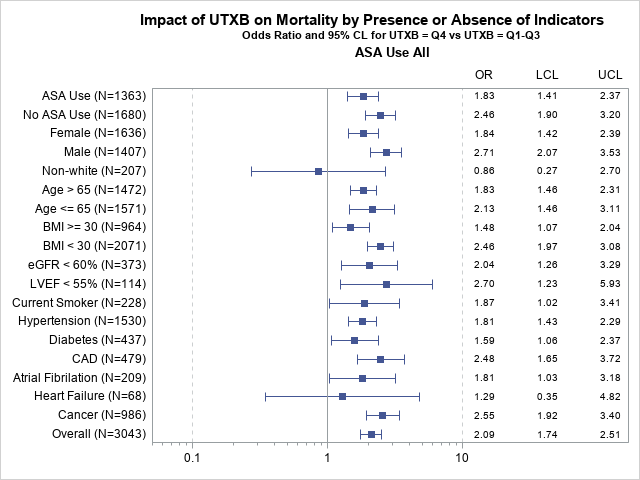 Impact of UTXB on Mortality by Presence or Absence of Indicators
Odds Ratio and 95% CL for UTXB = Q4 vs UTXB = Q1-Q3
ASA Use All
OR LCL UCL
ASA Use (N=1363) 1.83 1.41 2.37
No ASA Use (N=1680) 2.46 1.90 3.20
Female (N=1636) 1.84 1.42 2.39
Male (N=1407) 2.71 2.07 3.53
Non-white (N=207) 0.86 0.27 2.70
Age > 65 (N=1472) 1.83 1.46 2.31
Age <= 65 (N=1571) 2.13 1.46 3.11
BMI >= 30 (N=964) 1.48 1.07 2.04
BMI < 30 (N=2071) 2.46 1.97 3.08
eGFR < 60% (N=373) 2.04 1.26 3.29
LVEF < 55% (N=114) 2.70 1.23 5.93
Current Smoker (N=228) 1.87 1.02 3.41
Hypertension (N=1530) 1.81 1.43 2.29
Diabetes (N=437) 1.59 1.06 2.37
CAD (N=479) 2.48 1.65 3.72
Atrial Fibrilation (N=209) 1.81 1.03 3.18
Heart Failure (N=68) 1.29 0.35 4.82
Cancer (N=986) 2.55 1.92 3.40
Overall (N=3043) 2.09 1.74 2.51
0.1 1 10